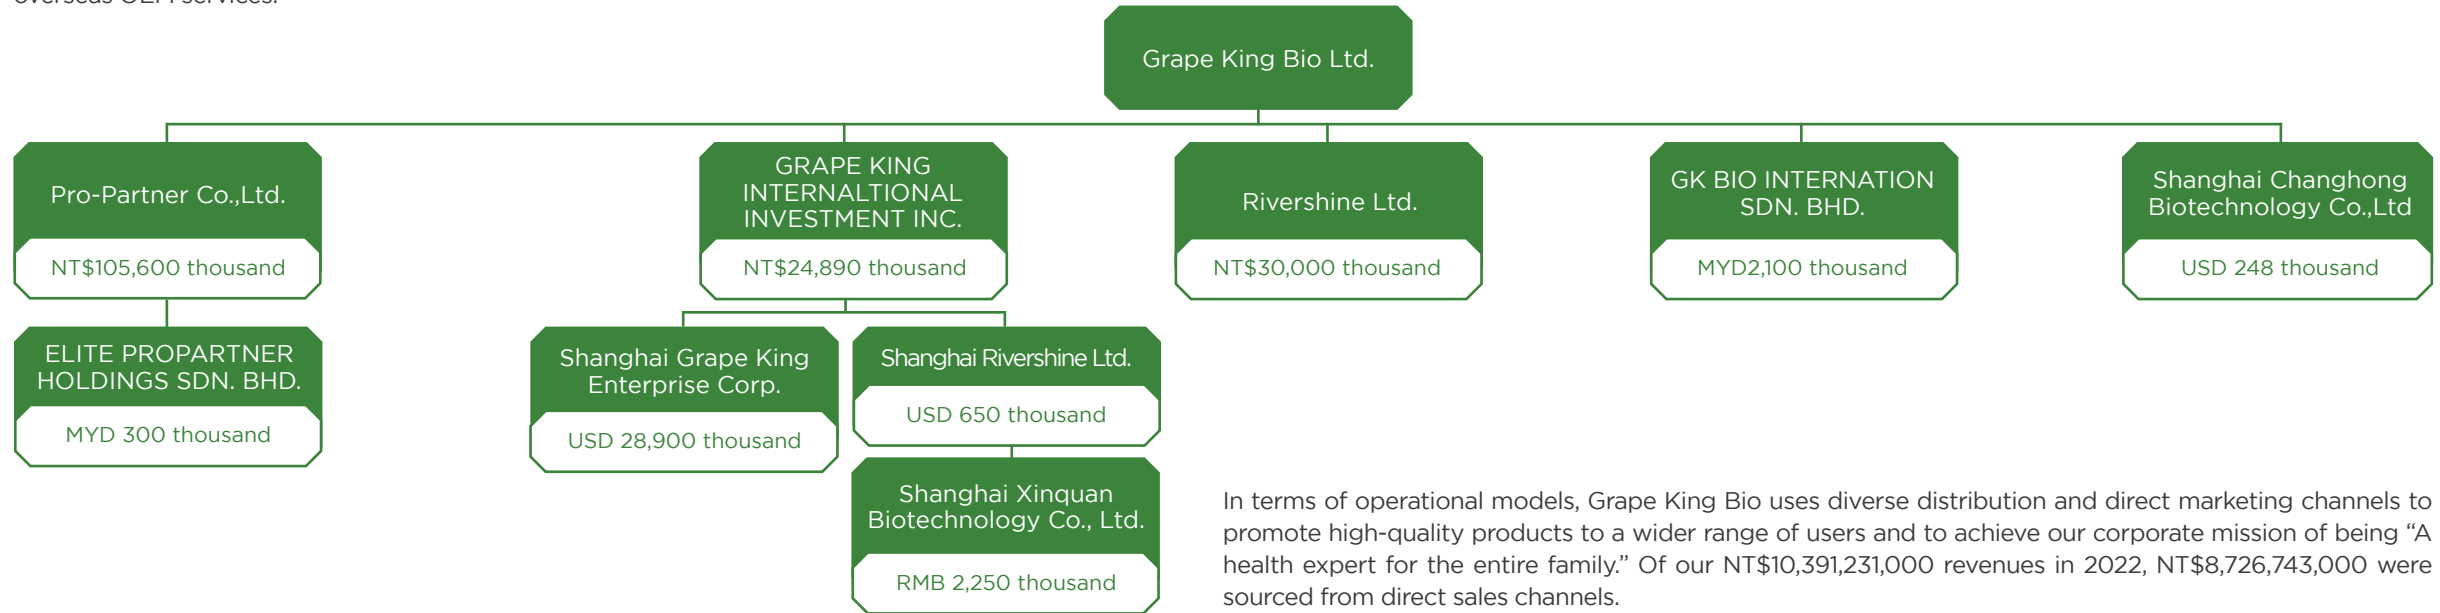 overseas OEM services.
Grape King Bio Ltd.
Pro-Partner Co.,Ltd.
NT$105,600 thousand
GRAPE KING
INTERNALTIONAL
INVESTMENT INC.
NT$24,890 thousand
Rivershine Ltd.
NT$30,000 thousand
GK BIO INTERNATION
SDN. BHD.
MYD2,100 thousand
Shanghai Changhong
Biotechnology Co.,Ltd
USD 248 thousand
ELITE PROPARTNER
HOLDINGS SDN. BHD.
MYD 300 thousand
Shanghai Grape King
Enterprise Corp.
USD 28,900 thousand
Shanghai Rivershine Ltd.
USD 650 thousand
Shanghai Xinquan
Biotechnology Co., Ltd.
RMB 2,250 thousand
In terms of operational models, Grape King Bio uses diverse distribution and direct marketing channels to
promote high-quality products to a wider range of users and to achieve our corporate mission of being “A
health expert for the entire family.” Of our NT$10,391,231,000 revenues in 2022, NT$8,726,743,000 were
sourced from direct sales channels.